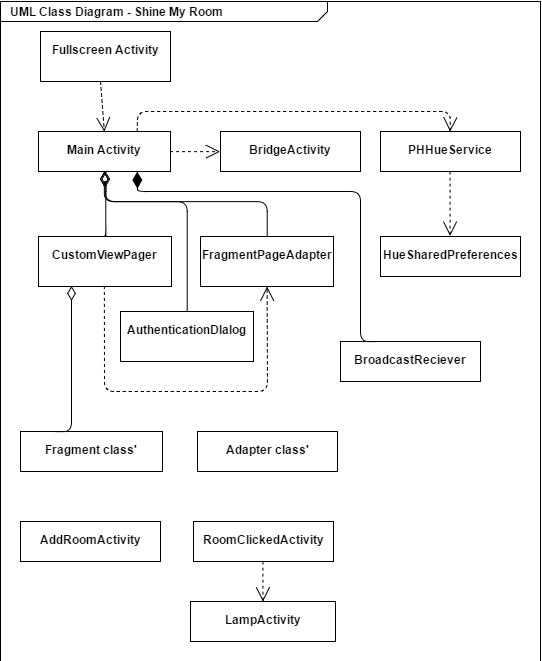 UML Class Diagram - Shine My Room
Fullscreen Activity
Main Activity
BridgeActivity
PHHueService
CustomViewPager
FragmentPageAdapter
HueSharedPreferences
AuthenticationDIalog
BroadcastReciever
Fragment class'
Adapter class'
AddRoomActivity
RoomClickedActivity
LampActivity